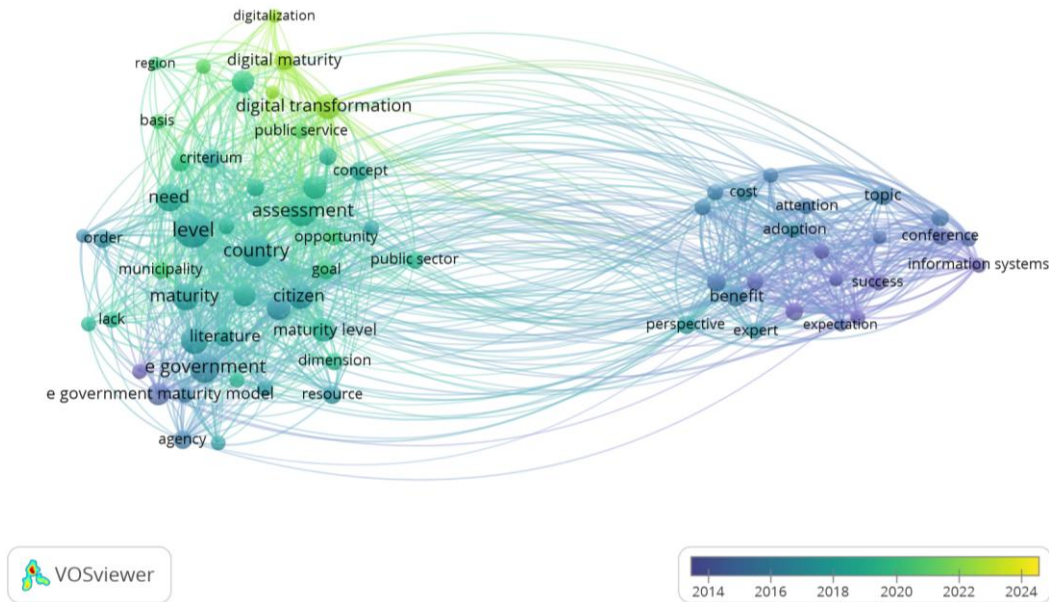 digitalization
region
digital maturity
digital transformation
basis
public service
criterium
concept
need
assessment
level
order
opportunity
country
public sector
municipality
goal
maturity
citizen
lack
maturity level
literature
dimension
e government
e government maturity model
resource
agency
cost
topic
attention
adoption
conference
information systems
success
benefit
perspective
expert
expectation
VOSviewer
2014 2016 2018 2020 2022 2024